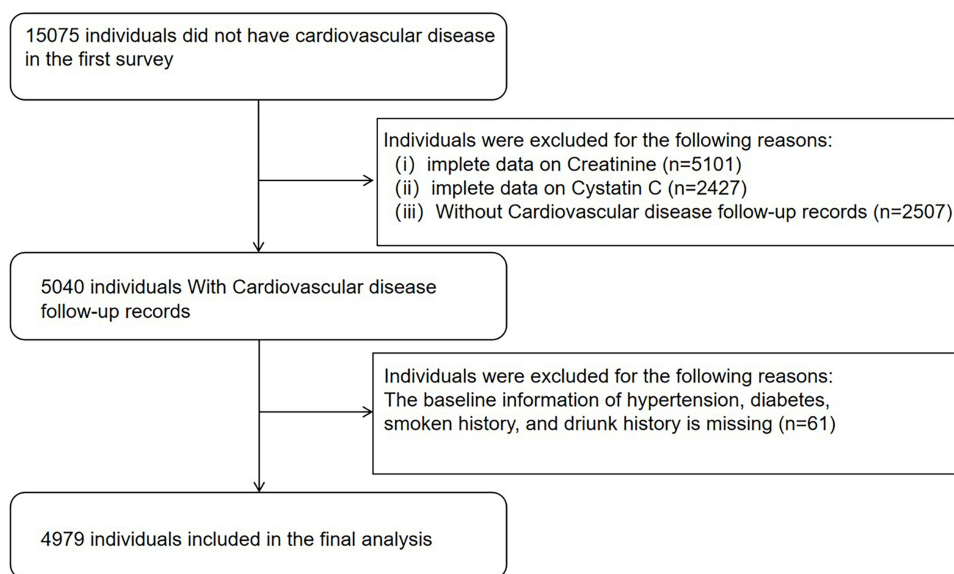 15075 individuals did not have cardiovascular disease
in the first survey
Individuals were excluded for the following reasons:
(i) implete data on Creatinine (n=5101)
(ii) implete data on Cystatin C (n=2427)
(iii) Without Cardiovascular disease follow-up records (n=2507)
5040 individuals With Cardiovascular disease
follow-up records
Individuals were excluded for the following reasons:
The baseline information of hypertension, diabetes,
smoken history, and driunk history is missing (n=61)
4979 individuals included in the final analysis